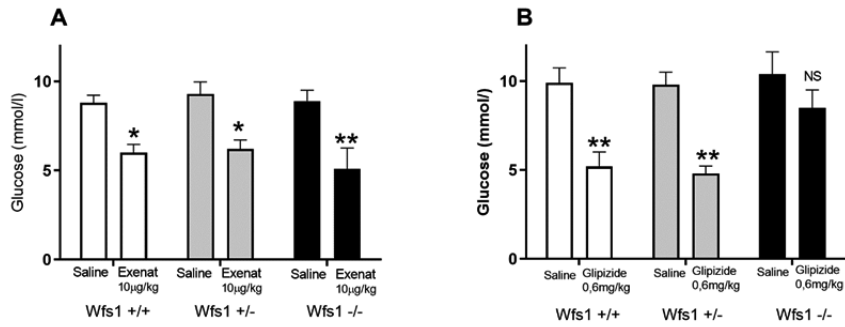 A
Glucose (mmol/l)
10
5
0
*
*
**
Saline Exenat 10µg/kg Saline Exenat 10µg/kg Saline Exenat 10µg/kg
Wfs1 +/+ Wfs1 +/- Wfs1 -/-
B
Glucose (mmol/l)
10
5
0
**
**
NS
Saline Glipizide 0,6mg/kg Saline Glipizide 0,6mg/kg Saline Glipizide 0,6mg/kg
Wfs1 +/+ Wfs1 +/- Wfs1 -/-